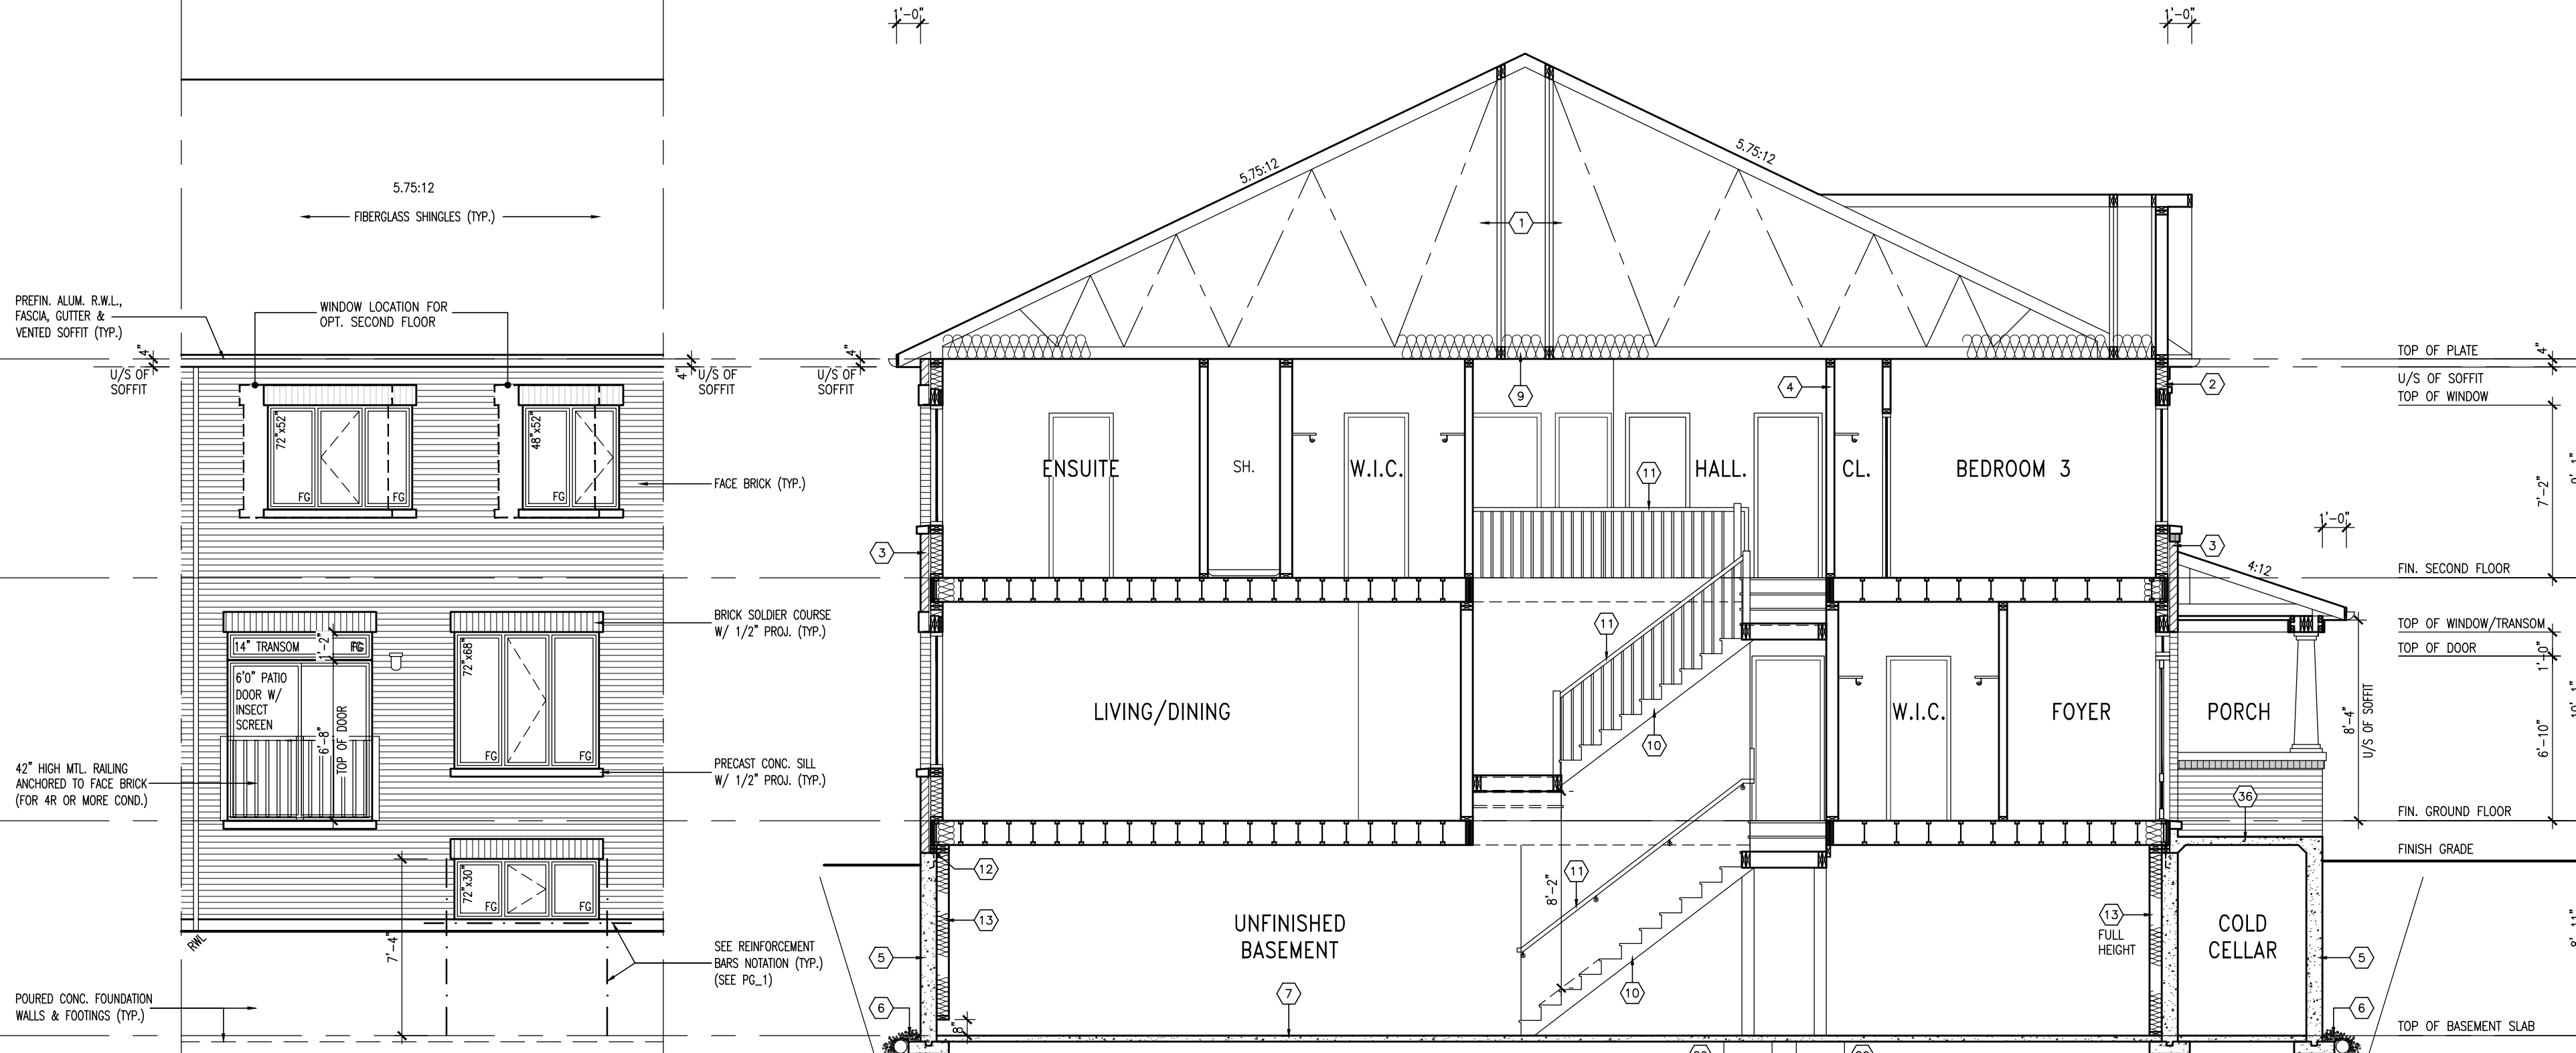 1'-0"
1'-0"
5.75:12
FIBERGLASS SHINGLES (TYP.)
PREFIN. ALUM. R.W.L.,
FASCIA, GUTTER &
VENTED SOFFIT (TYP.)
WINDOW LOCATION FOR
OPT. SECOND FLOOR
4"
U/S OF
SOFFIT
4"
U/S OF
SOFFIT
72"x52"
FG
FG
48"x52"
FG
FACE BRICK (TYP.)
BRICK SOLDIER COURSE
W/ 1/2" PROJ. (TYP.)
14" TRANSOM
FG
1'-2"
6'0" PATIO
DOOR W/
INSECT
SCREEN
6'-8"
TOP OF DOOR
72"x68"
FG
FG
42" HIGH MTL. RAILING
ANCHORED TO FACE BRICK
(FOR 4R OR MORE COND.)
PRECAST CONC. SILL
W/ 1/2" PROJ. (TYP.)
72"x30"
FG
FG
7'-4"
RWL
SEE REINFORCEMENT
BARS NOTATION (TYP.)
(SEE PG_1)
POURED CONC. FOUNDATION
WALLS & FOOTINGS (TYP.)
5.75:12
5.75:12
1
4"
U/S OF
SOFFIT
9
4
2
ENSUITE
SH.
W.I.C.
11
HALL.
CL.
BEDROOM 3
3
3
1'-0"
4:12
11
LIVING/DINING
10
W.I.C.
FOYER
PORCH
8'-4"
U/S OF SOFFIT
36
12
13
8'-2"
11
UNFINISHED
BASEMENT
13
FULL
HEIGHT
COLD
CELLAR
5
5
10
7
6
8"
6
TOP OF PLATE
4"
U/S OF SOFFIT
TOP OF WINDOW
7'-2"
9'-1"
FIN. SECOND FLOOR
TOP OF WINDOW/TRANSOM
TOP OF DOOR
1'-0"
10'-1"
6'-10"
FIN. GROUND FLOOR
FINISH GRADE
8'-11"
TOP OF BASEMENT SLAB